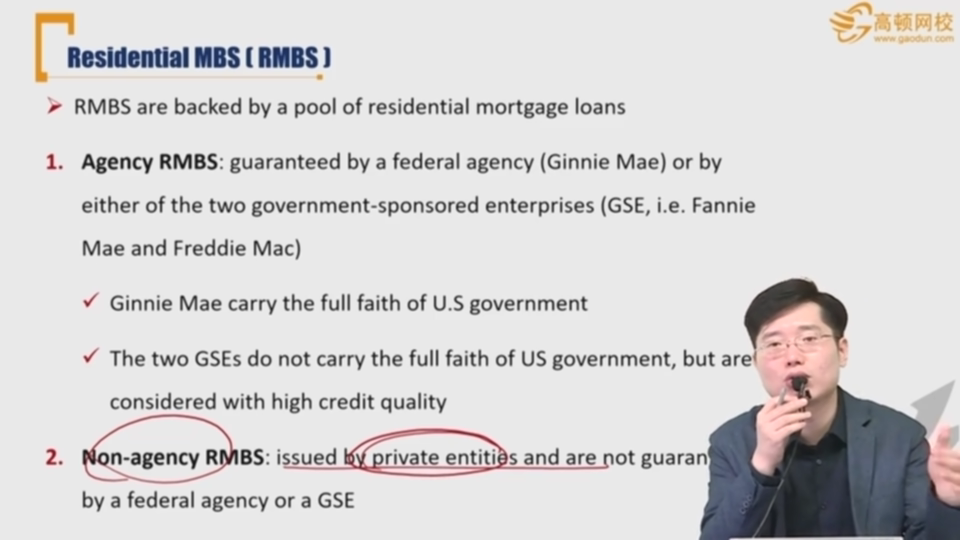 高顿网校
www.gaodun.com
Residential MBS ( RMBS )
RMBS are backed by a pool of residential mortgage loans
1. Agency RMBS: guaranteed by a federal agency (Ginnie Mae) or by
either of the two government-sponsored enterprises (GSE, i.e. Fannie
Mae and Freddie Mac)
✓ Ginnie Mae carry the full faith of U.S government
✓ The two GSEs do not carry the full faith of US government, but are
considered with high credit quality
2. Non-agency RMBS: issued by private entities and are not guaran
by a federal agency or a GSE